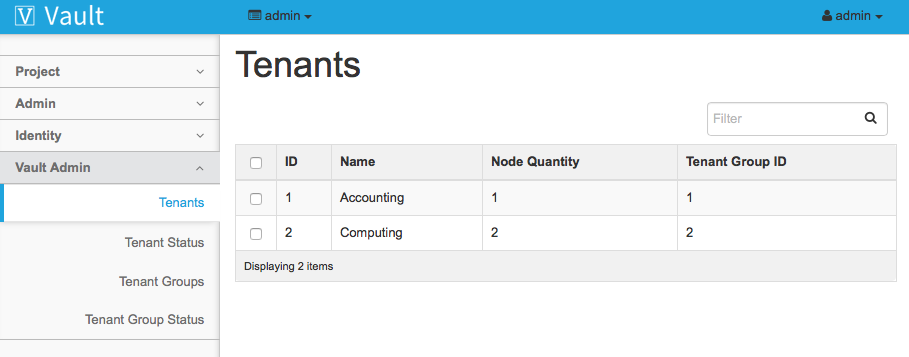 V Vault admin admin
Project
Admin
Identity
Vault Admin
Tenants
Tenant Status
Tenant Groups
Tenant Group Status
Tenants
Filter
ID Name Node Quantity Tenant Group ID
1 Accounting 1 1
2 Computing 2 2
Displaying 2 items